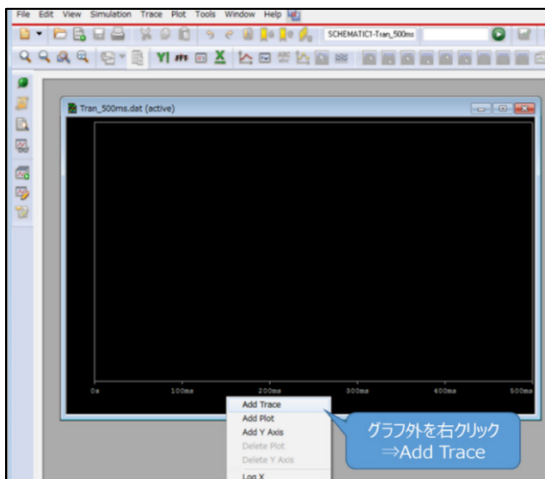 File Edit View Simulation Trace Plot Tools Window Help
SCHEMATIC1-Tran_500ms
Tran_500ms.dat (active)
0s 100ms 200ms 300ms 400ms 500ms
Add Trace
Add Plot
Add Y Axis
Delete Plot
Delete Y Axis
Log X
グラフ外を右クリック
⇒Add Trace